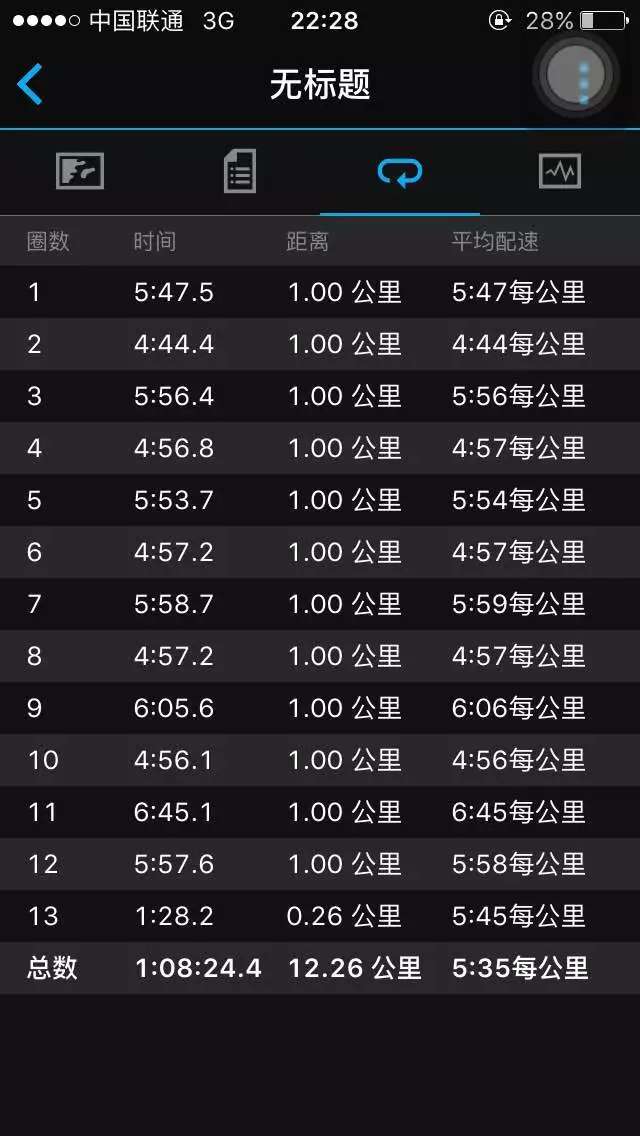 中国联通 3G 22:28 28%
无标题
圈数 时间 距离 平均配速
1 5:47.5 1.00 公里 5:47每公里
2 4:44.4 1.00 公里 4:44每公里
3 5:56.4 1.00 公里 5:56每公里
4 4:56.8 1.00 公里 4:57每公里
5 5:53.7 1.00 公里 5:54每公里
6 4:57.2 1.00 公里 4:57每公里
7 5:58.7 1.00 公里 5:59每公里
8 4:57.2 1.00 公里 4:57每公里
9 6:05.6 1.00 公里 6:06每公里
10 4:56.1 1.00 公里 4:56每公里
11 6:45.1 1.00 公里 6:45每公里
12 5:57.6 1.00 公里 5:58每公里
13 1:28.2 0.26 公里 5:45每公里
总数 1:08:24.4 12.26 公里 5:35每公里